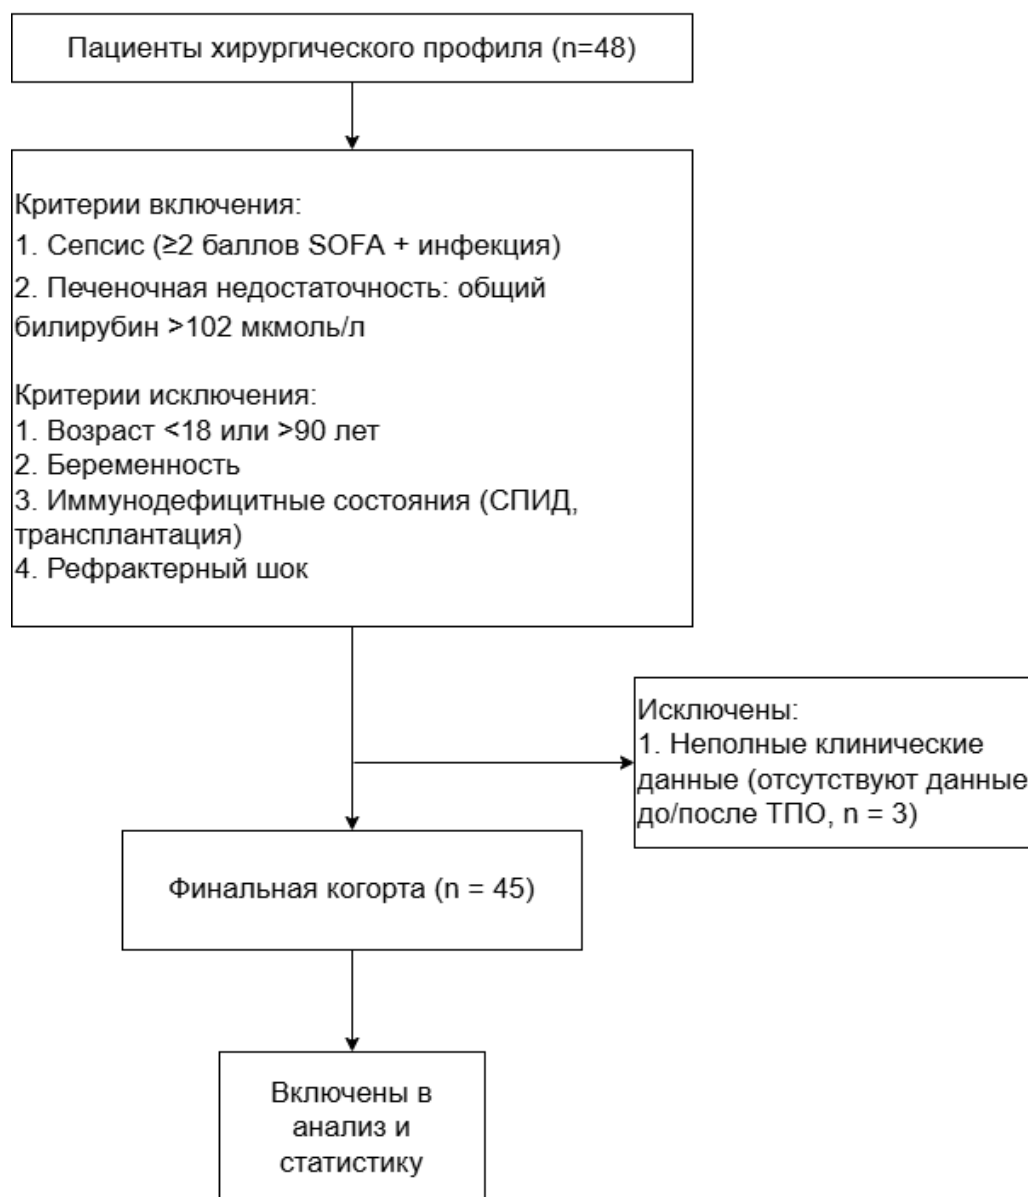 Пациенты хирургического профиля (n=48)
Критерии включения:
1. Сепсис (≥2 баллов SOFA + инфекция)
2. Печеночная недостаточность: общий
билирубин >102 мкмоль/л
Критерии исключения:
1. Возраст <18 или >90 лет
2. Беременность
3. Иммунодефицитные состояния (СПИД,
трансплантация)
4. Рефрактерный шок
Исключены:
1. Неполные клинические
данные (отсутствуют данные
до/после ТПО, n = 3)
Финальная когорта (n = 45)
Включены в
анализ и
статистику